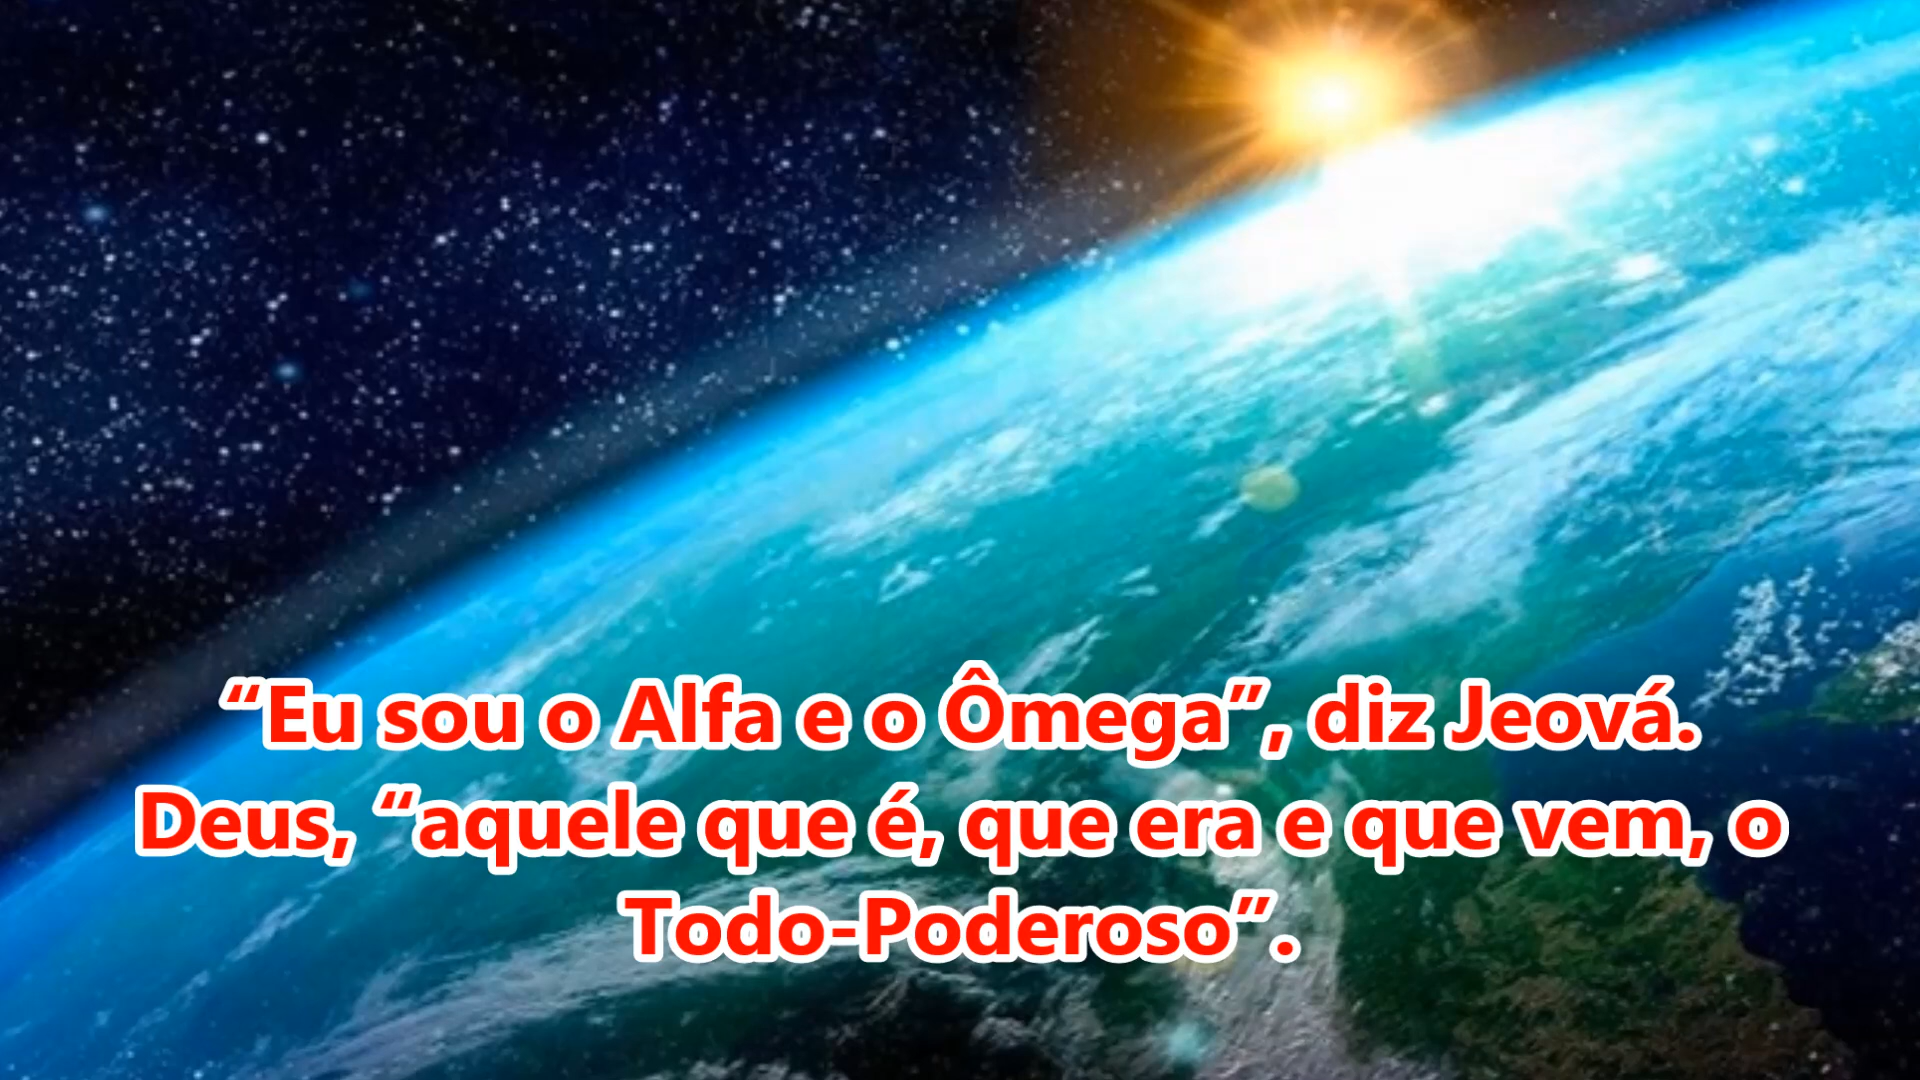 “Eu sou o Alfa e o Ômega”, diz Jeová.
Deus, “aquele que é, que era e que vem, o
Todo-Poderoso”.